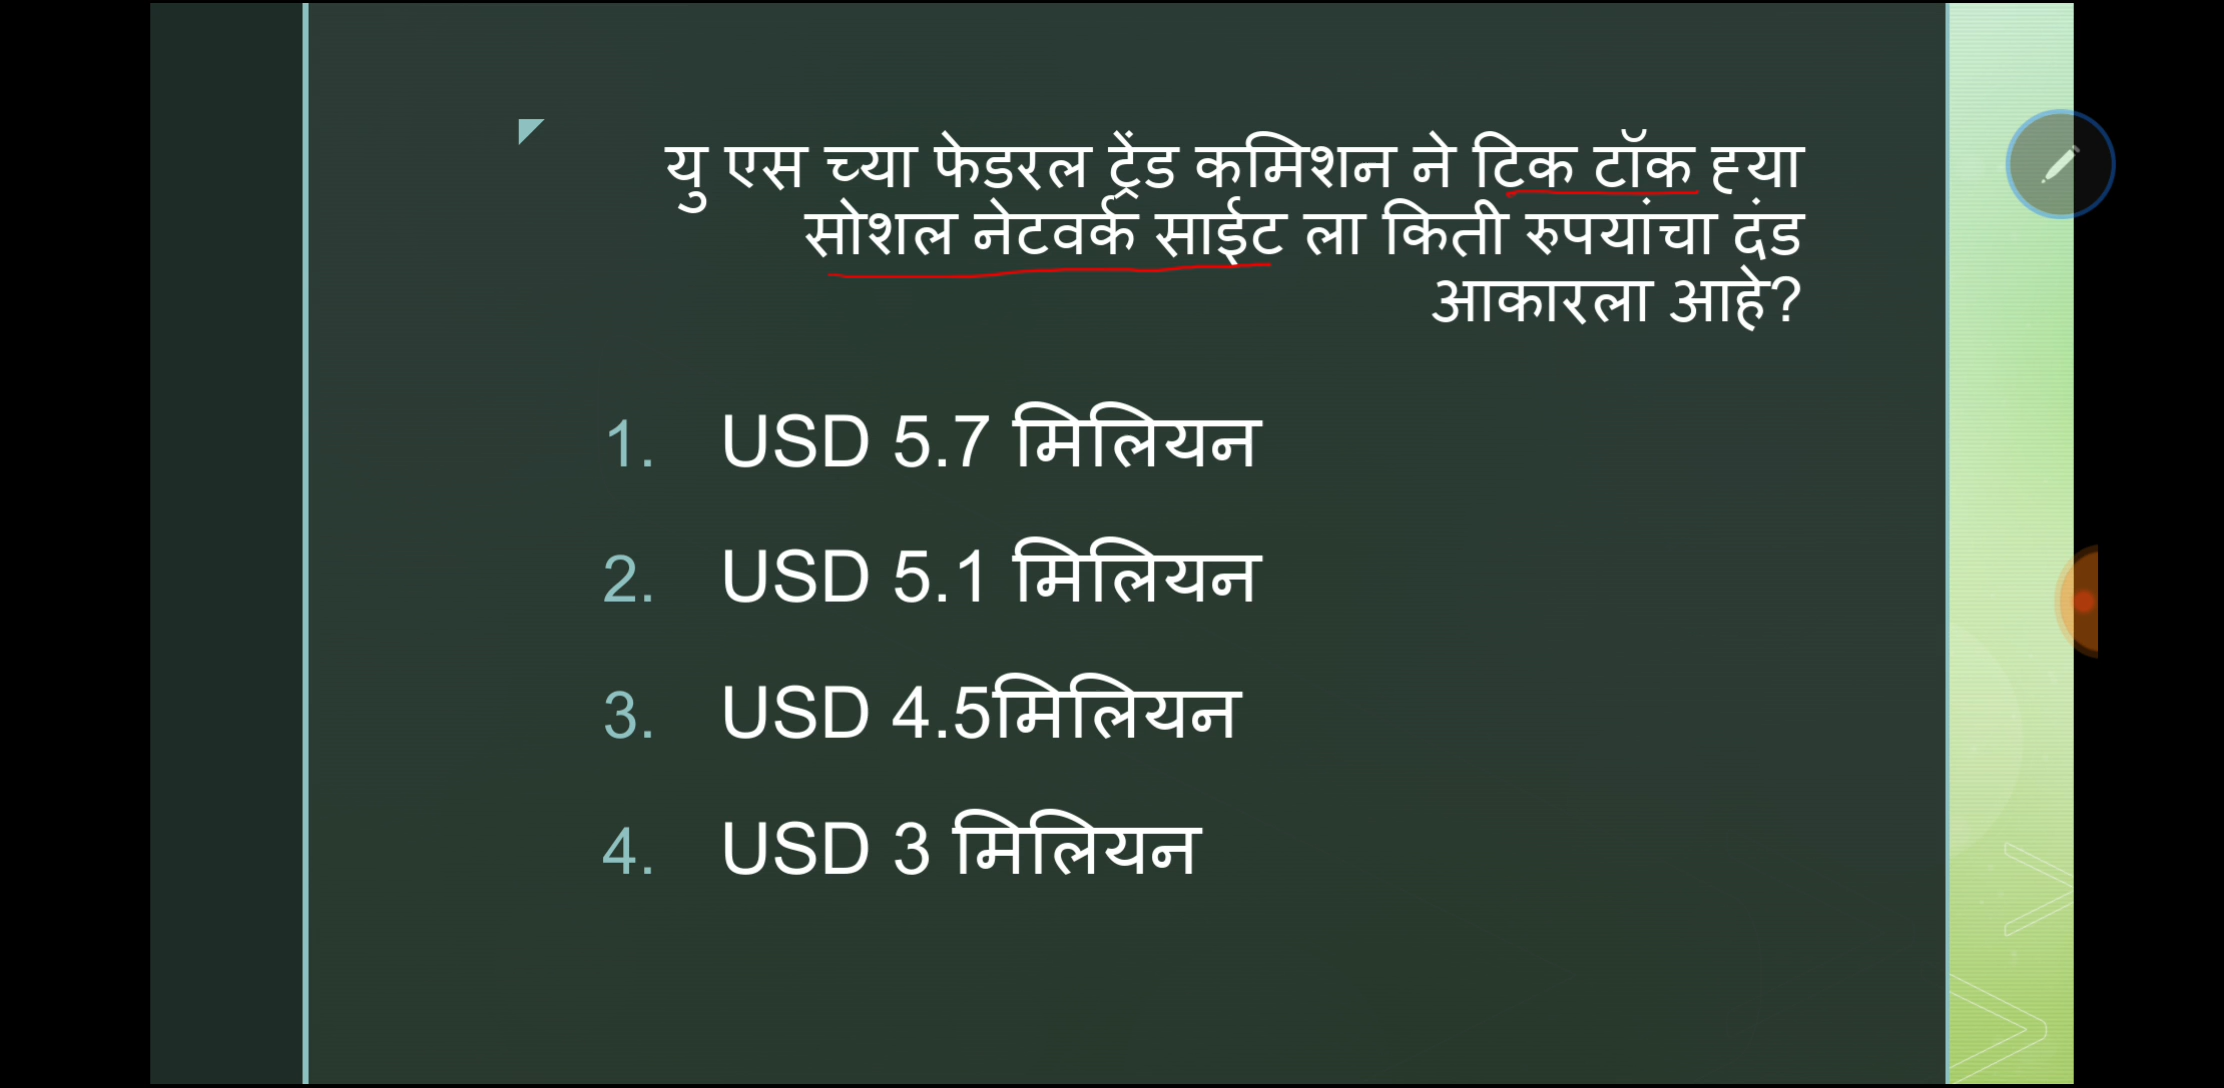 यु एस च्या फेडरल ट्रेंड कमिशन ने टिक टॉक ह्या
सोशल नेटवर्क साईट ला किती रुपयांचा दंड
आकारला आहे?
1. USD 5.7 मिलियन
2. USD 5.1 मिलियन
3. USD 4.5मिलियन
4. USD 3 मिलियन